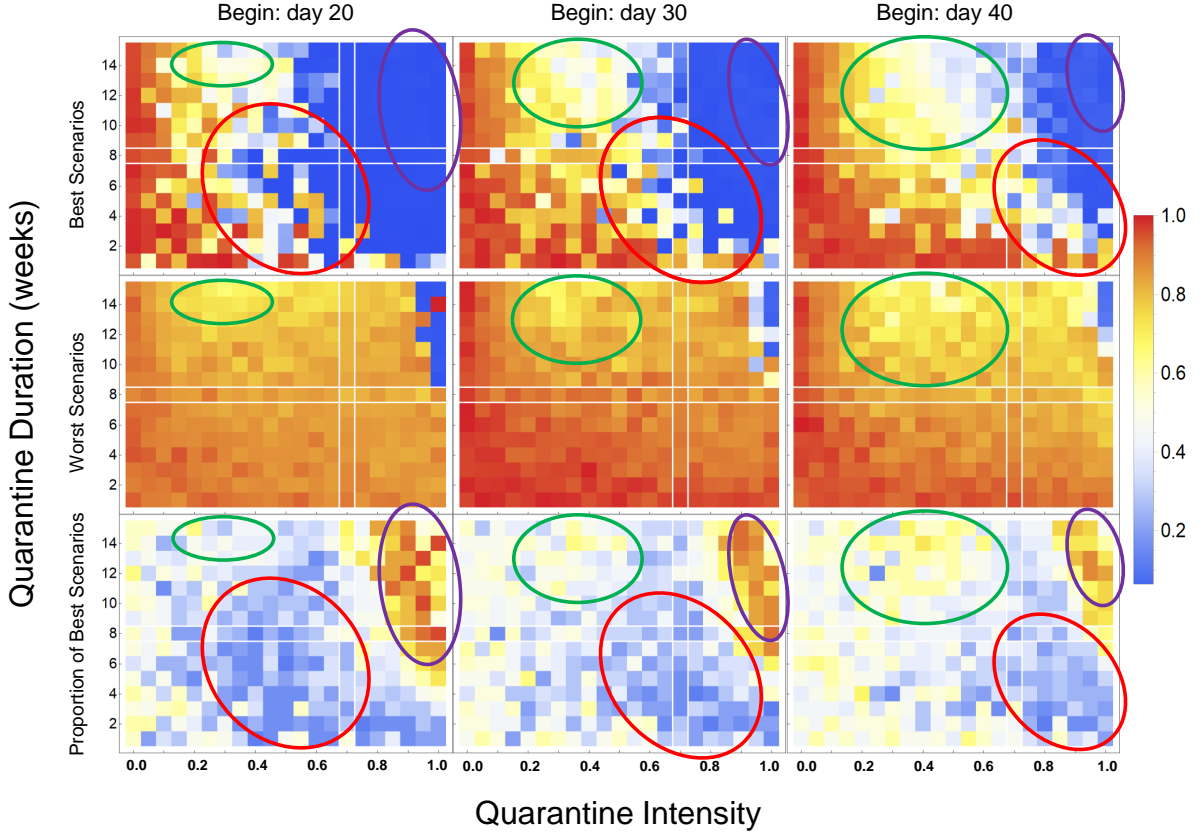 Begin: day 20
Begin: day 30
Begin: day 40
Quarantine Duration (weeks)
Best Scenarios
14
12
10
8
6
4
2
Worst Scenarios
14
12
10
8
6
4
2
Proportion of Best Scenarios
14
12
10
8
6
4
2
0.0 0.2 0.4 0.6 0.8 1.0
0.0 0.2 0.4 0.6 0.8 1.0
0.0 0.2 0.4 0.6 0.8 1.0
Quarantine Intensity
1.0
0.8
0.6
0.4
0.2